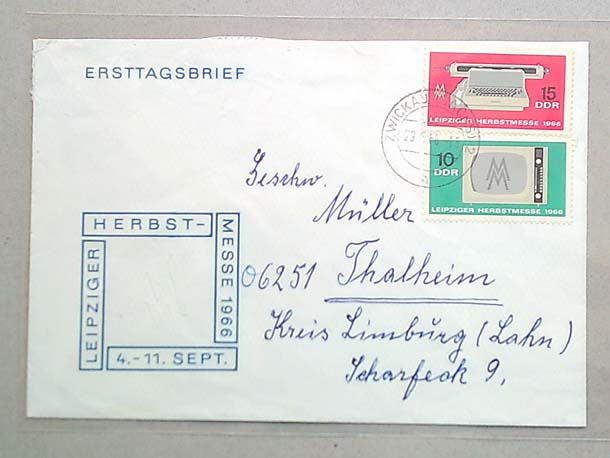 ERSTTAGSBRIEF
15
DDR
LEIPZIGER HERBSTMESSE 1966
ZWICKAU
10
DDR
LEIPZIGER HERBSTMESSE 1966
Geschw.
Müller
06251 Thalheim
Kreis Limburg (Lahn)
Scharfeck 9,
LEIPZIGER
HERBST-
MESSE 1966
4.-11. SEPT.